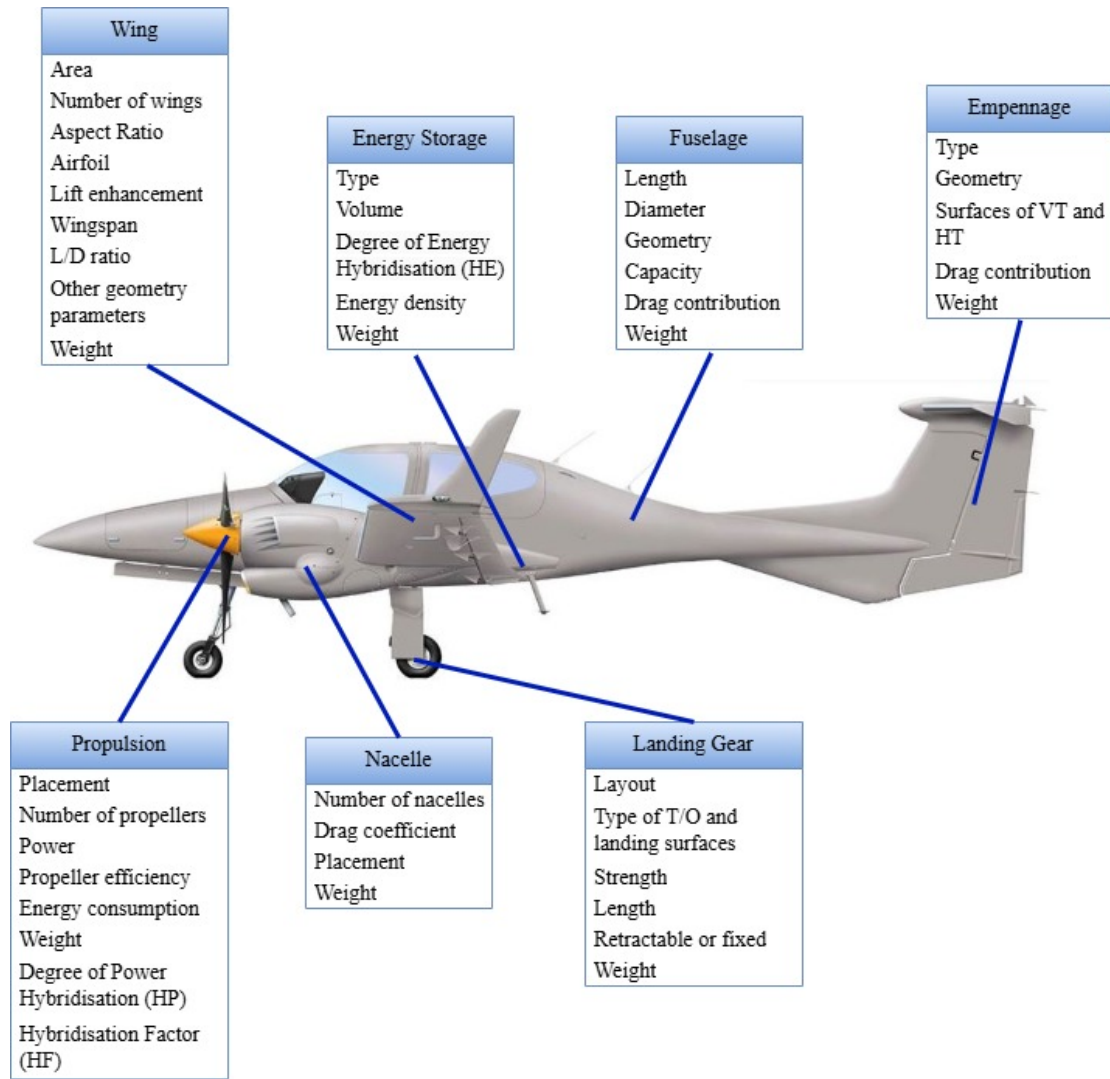 Wing
Area
Number of wings
Aspect Ratio
Airfoil
Lift enhancement
Wingspan
L/D ratio
Other geometry
parameters
Weight
Energy Storage
Type
Volume
Degree of Energy
Hybridisation (HE)
Energy density
Weight
Fuselage
Length
Diameter
Geometry
Capacity
Drag contribution
Weight
Empennage
Type
Geometry
Surfaces of VT and
HT
Drag contribution
Weight
Propulsion
Placement
Number of propellers
Power
Propeller efficiency
Energy consumption
Weight
Degree of Power
Hybridisation (HP)
Hybridisation Factor
(HF)
Nacelle
Number of nacelles
Drag coefficient
Placement
Weight
Landing Gear
Layout
Type of T/O and
landing surfaces
Strength
Length
Retractable or fixed
Weight